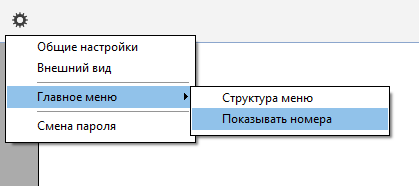 Общие настройки
Внешний вид
Главное меню
Смена пароля
Структура меню
Показывать номера